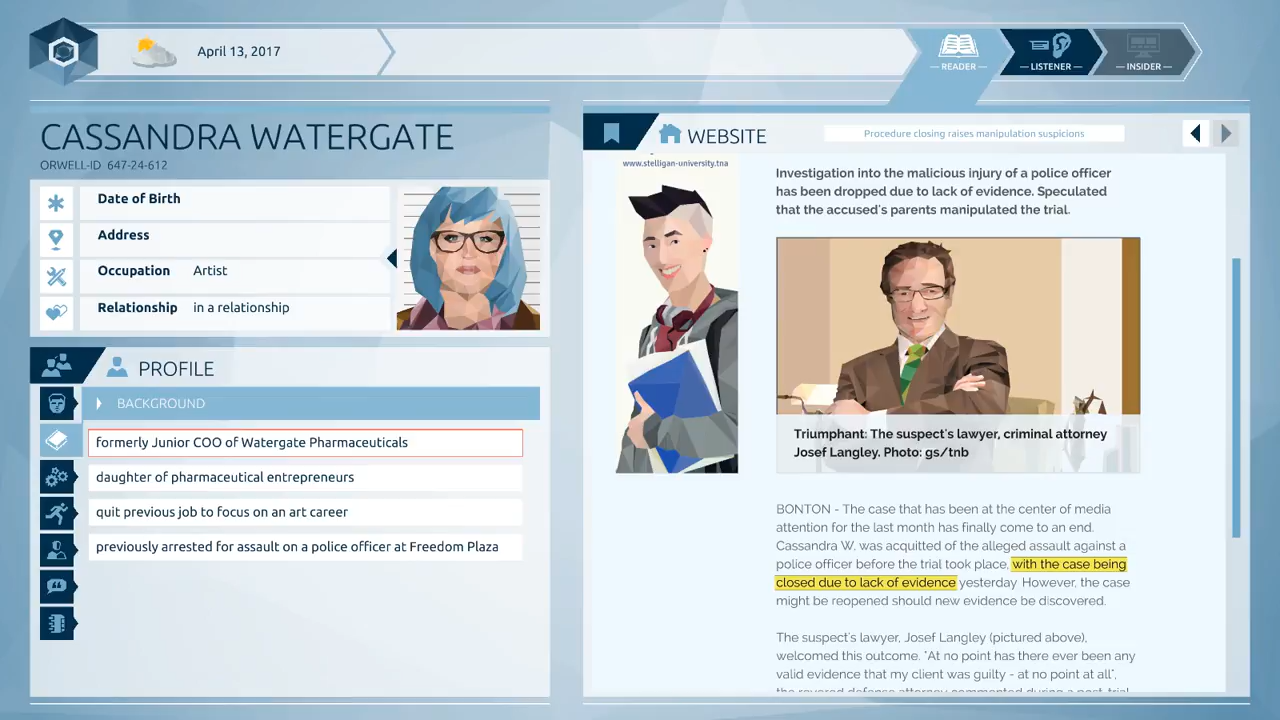 April 13, 2017
— READER —
— LISTENER —
— INSIDER —
CASSANDRA WATERGATE
ORWELL-ID 647-24-612
Date of Birth
Address
Occupation Artist
Relationship in a relationship
PROFILE
BACKGROUND
formerly Junior COO of Watergate Pharmaceuticals
daughter of pharmaceutical entrepreneurs
quit previous job to focus on an art career
previously arrested for assault on a police officer at Freedom Plaza
WEBSITE
Procedure closing raises manipulation suspicions
www.stelligan-university.tna
Investigation into the malicious injury of a police officer
has been dropped due to lack of evidence. Speculated
that the accused's parents manipulated the trial.
Triumphant: The suspect's lawyer, criminal attorney
Josef Langley. Photo: gs/tnb
BONTON - The case that has been at the center of media
attention for the last month has finally come to an end.
Cassandra W. was acquitted of the alleged assault against a
police officer before the trial took place, with the case being
closed due to lack of evidence yesterday. However, the case
might be reopened should new evidence be discovered.
The suspect's lawyer, Josef Langley (pictured above),
welcomed this outcome. "At no point has there ever been any
valid evidence that my client was guilty - at no point at all",
the revered defense attorney commented during a post-trial